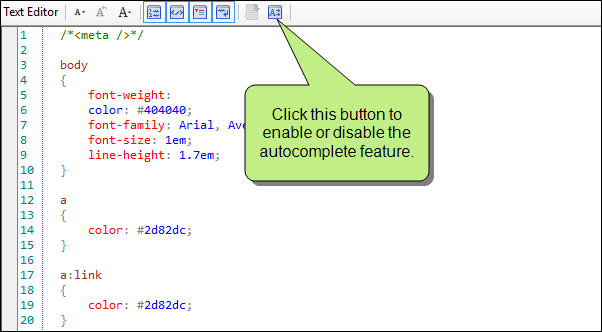 Text Editor A A A
1 /*<meta />*/
2
3 body
4 {
5 font-weight:
6 color: #404040;
7 font-family: Arial, Ave
8 font-size: 1em;
9 line-height: 1.7em;
10 }
11
12 a
13 {
14 color: #2d82dc;
15 }
16
17 a:link
18 {
19 color: #2d82dc;
20 }
Click this button to
enable or disable the
autocomplete feature.